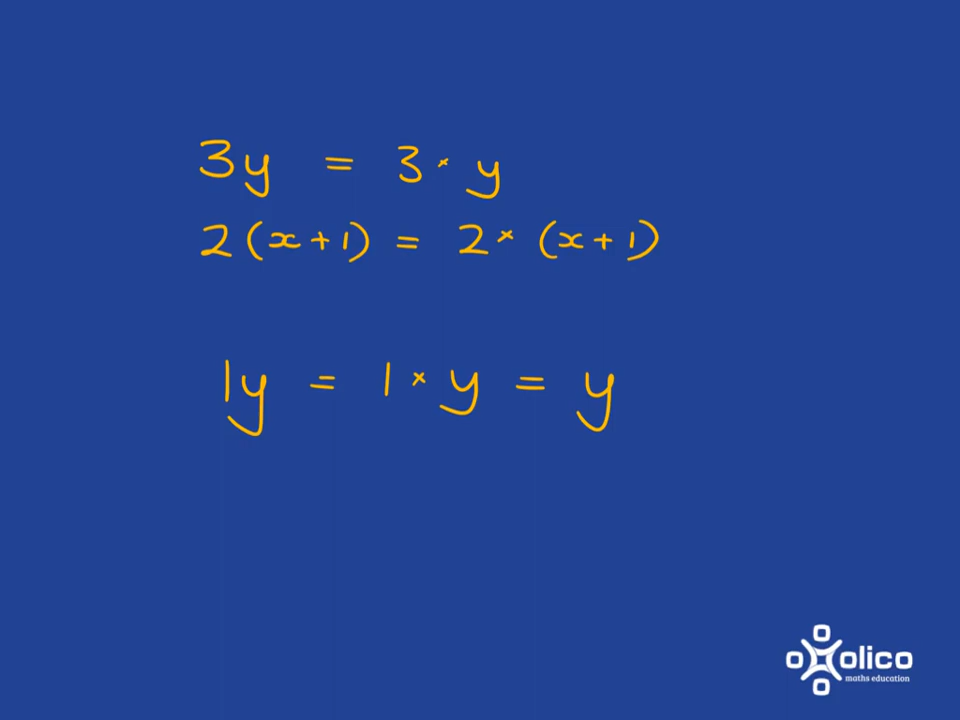 3y = 3 × y
2(x+1) = 2 × (x+1)
1y = 1 × y = y
olico
maths education